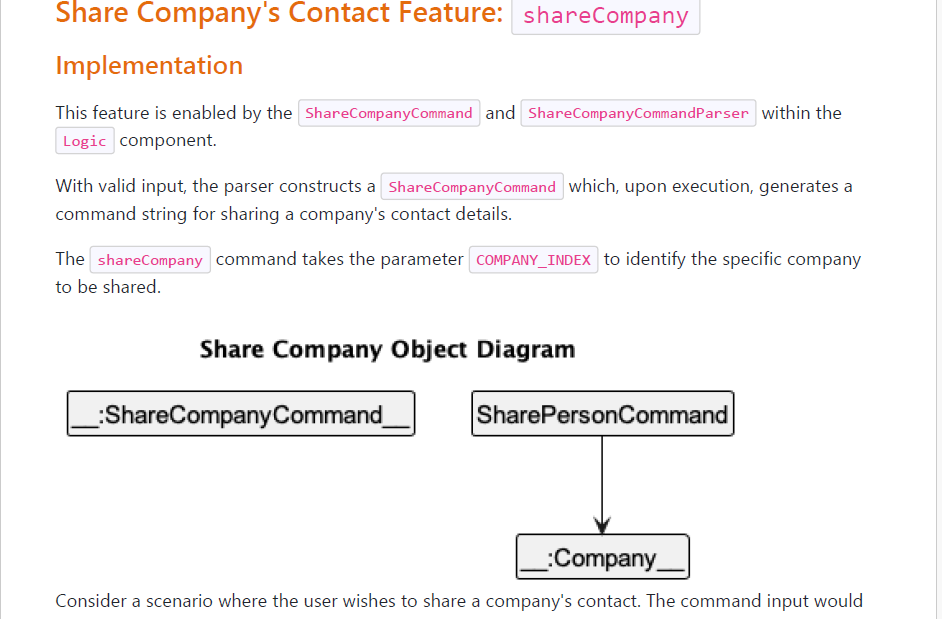 Share Company's Contact Feature: shareCompany
Implementation
This feature is enabled by the ShareCompanyCommand and ShareCompanyCommandParser within the
Logic component.
With valid input, the parser constructs a ShareCompanyCommand which, upon execution, generates a
command string for sharing a company's contact details.
The shareCompany command takes the parameter COMPANY_INDEX to identify the specific company
to be shared.
Share Company Object Diagram
__:ShareCompanyCommand__
SharePersonCommand
__:Company__
Consider a scenario where the user wishes to share a company's contact. The command input would